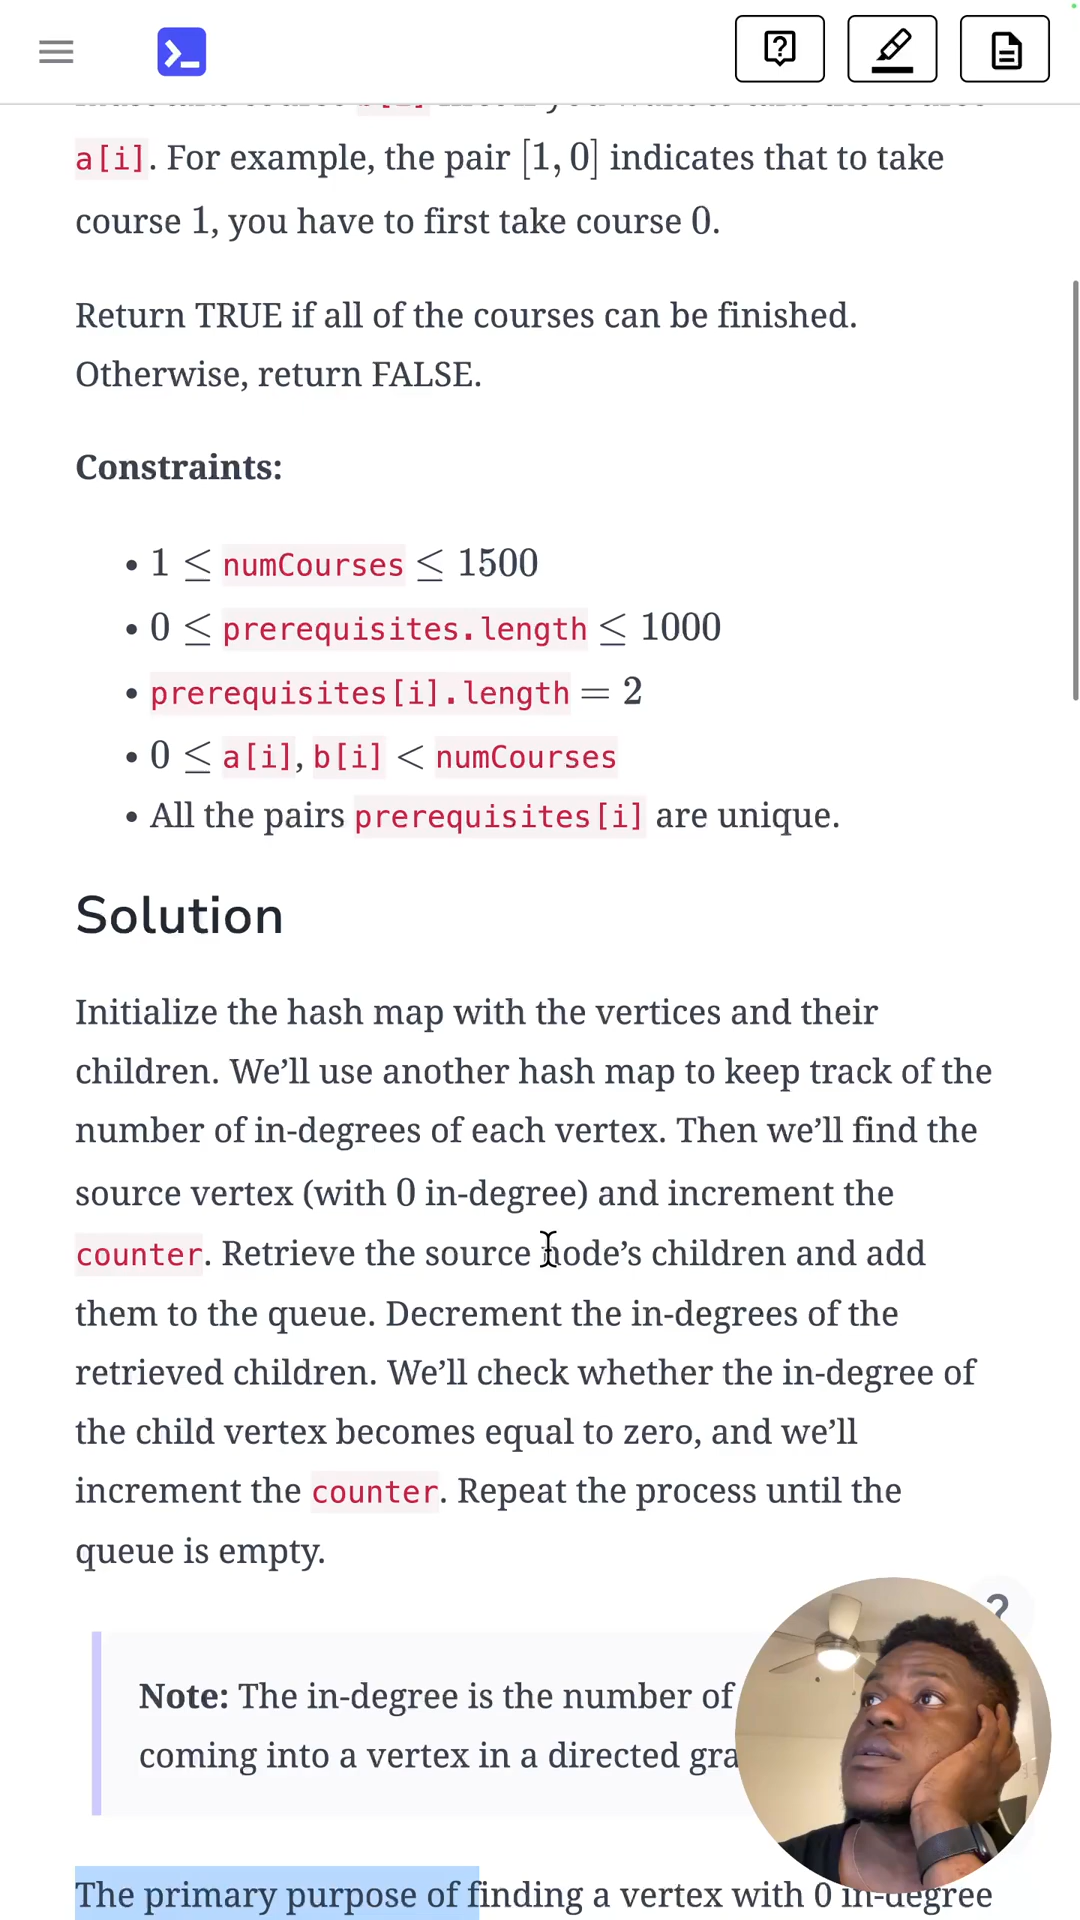 a[i]. For example, the pair [1, 0] indicates that to take
course 1, you have to first take course 0.
Return TRUE if all of the courses can be finished.
Otherwise, return FALSE.
Constraints:
• 1 ≤ numCourses ≤ 1500
• 0 ≤ prerequisites.length ≤ 1000
• prerequisites[i].length = 2
• 0 ≤ a[i], b[i] < numCourses
• All the pairs prerequisites[i] are unique.
Solution
Initialize the hash map with the vertices and their
children. We’ll use another hash map to keep track of the
number of in-degrees of each vertex. Then we’ll find the
source vertex (with 0 in-degree) and increment the
counter. Retrieve the source node’s children and add
them to the queue. Decrement the in-degrees of the
retrieved children. We’ll check whether the in-degree of
the child vertex becomes equal to zero, and we’ll
increment the counter. Repeat the process until the
queue is empty.
?
Note: The in-degree is the number of
coming into a vertex in a directed gra
The primary purpose of finding a vertex with 0 in-degree